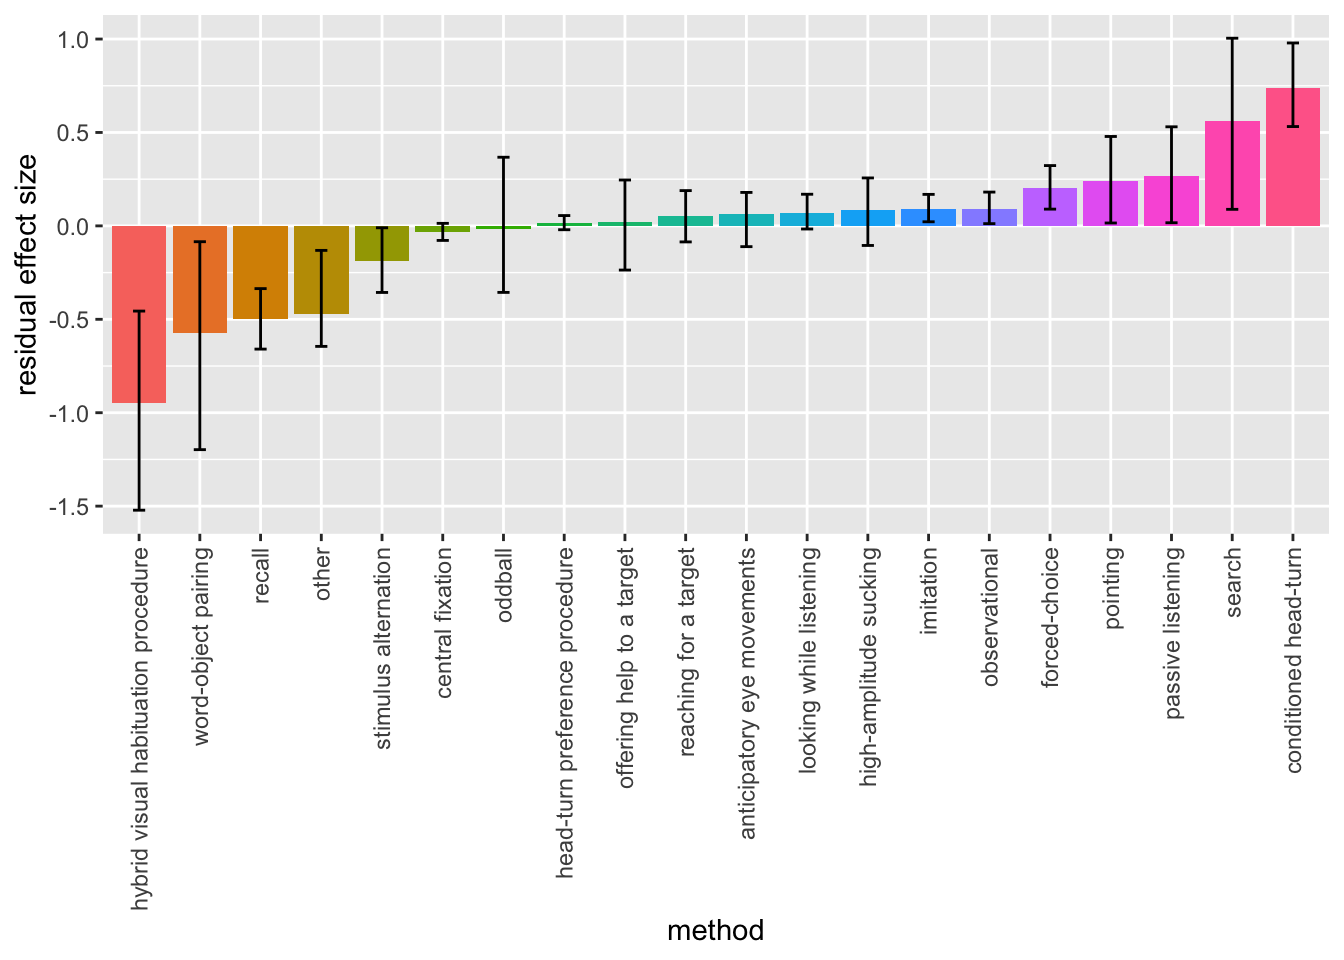 1.0
0.5
0.0
-0.5
-1.0
-1.5
residual effect size
hybrid visual habituation procedure
word-object pairing
recall
other
stimulus alternation
central fixation
oddball
head-turn preference procedure
offering help to a target
reaching for a target
anticipatory eye movements
looking while listening
high-amplitude sucking
imitation
observational
forced-choice
pointing
passive listening
search
conditioned head-turn
method